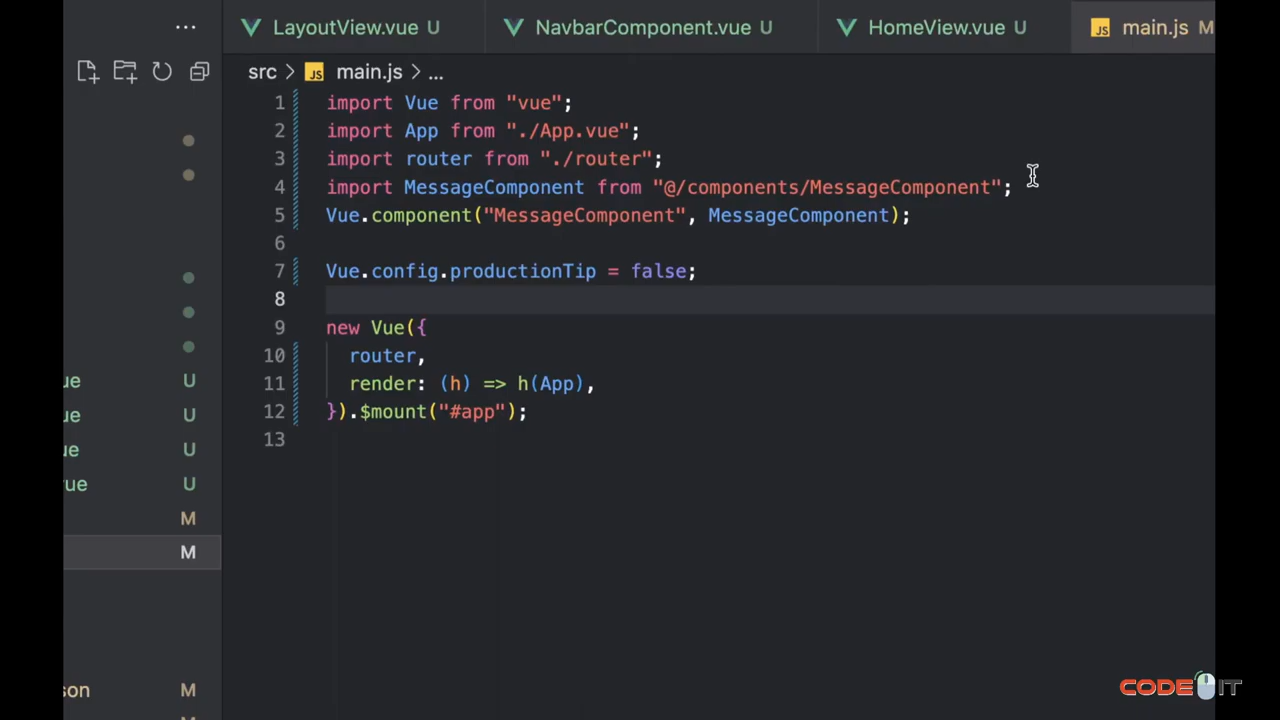 LayoutView.vue U
NavbarComponent.vue U
HomeView.vue U
JS main.js M
src > JS main.js > ...
1 import Vue from "vue";
2 import App from "./App.vue";
3 import router from "./router";
4 import MessageComponent from "@/components/MessageComponent";
5 Vue.component("MessageComponent", MessageComponent);
6
7 Vue.config.productionTip = false;
8
9 new Vue({
10 router,
11 render: (h) => h(App),
12 }).$mount("#app");
13
ue U
ue U
ue U
vue U
M
M
son M
CODE IT